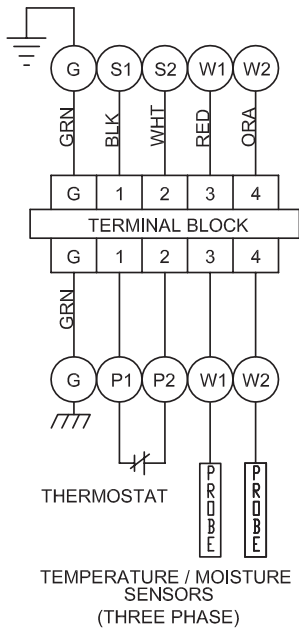 G S1 S2 W1 W2
GRN BLK WHT RED ORA
G 1 2 3 4
TERMINAL BLOCK
G 1 2 3 4
GRN
G P1 P2 W1 W2
THERMOSTAT
PROBE PROBE
TEMPERATURE / MOISTURE
SENSORS
(THREE PHASE)